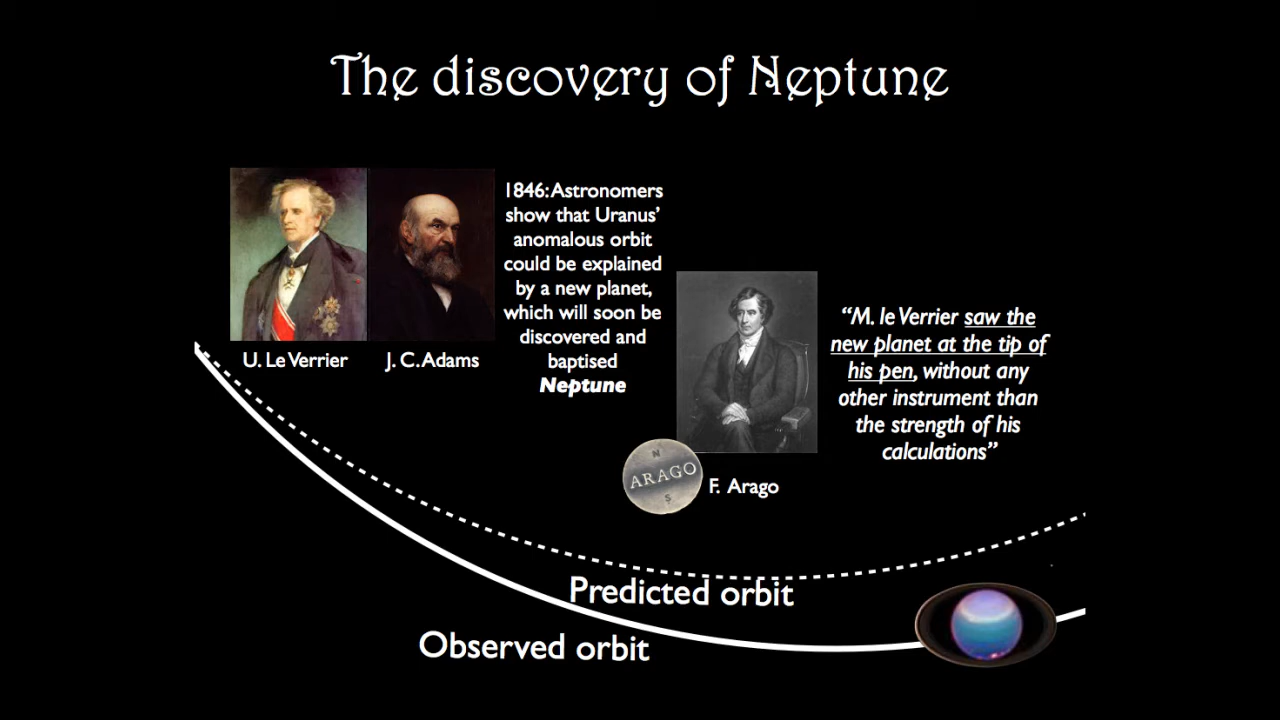 The discovery of Neptune
1846: Astronomers
show that Uranus’
anomalous orbit
could be explained
by a new planet,
which will soon be
discovered and
baptised
Neptune
U. Le Verrier
J. C. Adams
“M. le Verrier saw the
new planet at the tip of
his pen, without any
other instrument than
the strength of his
calculations”
N
ARAGO
S
F. Arago
Predicted orbit
Observed orbit